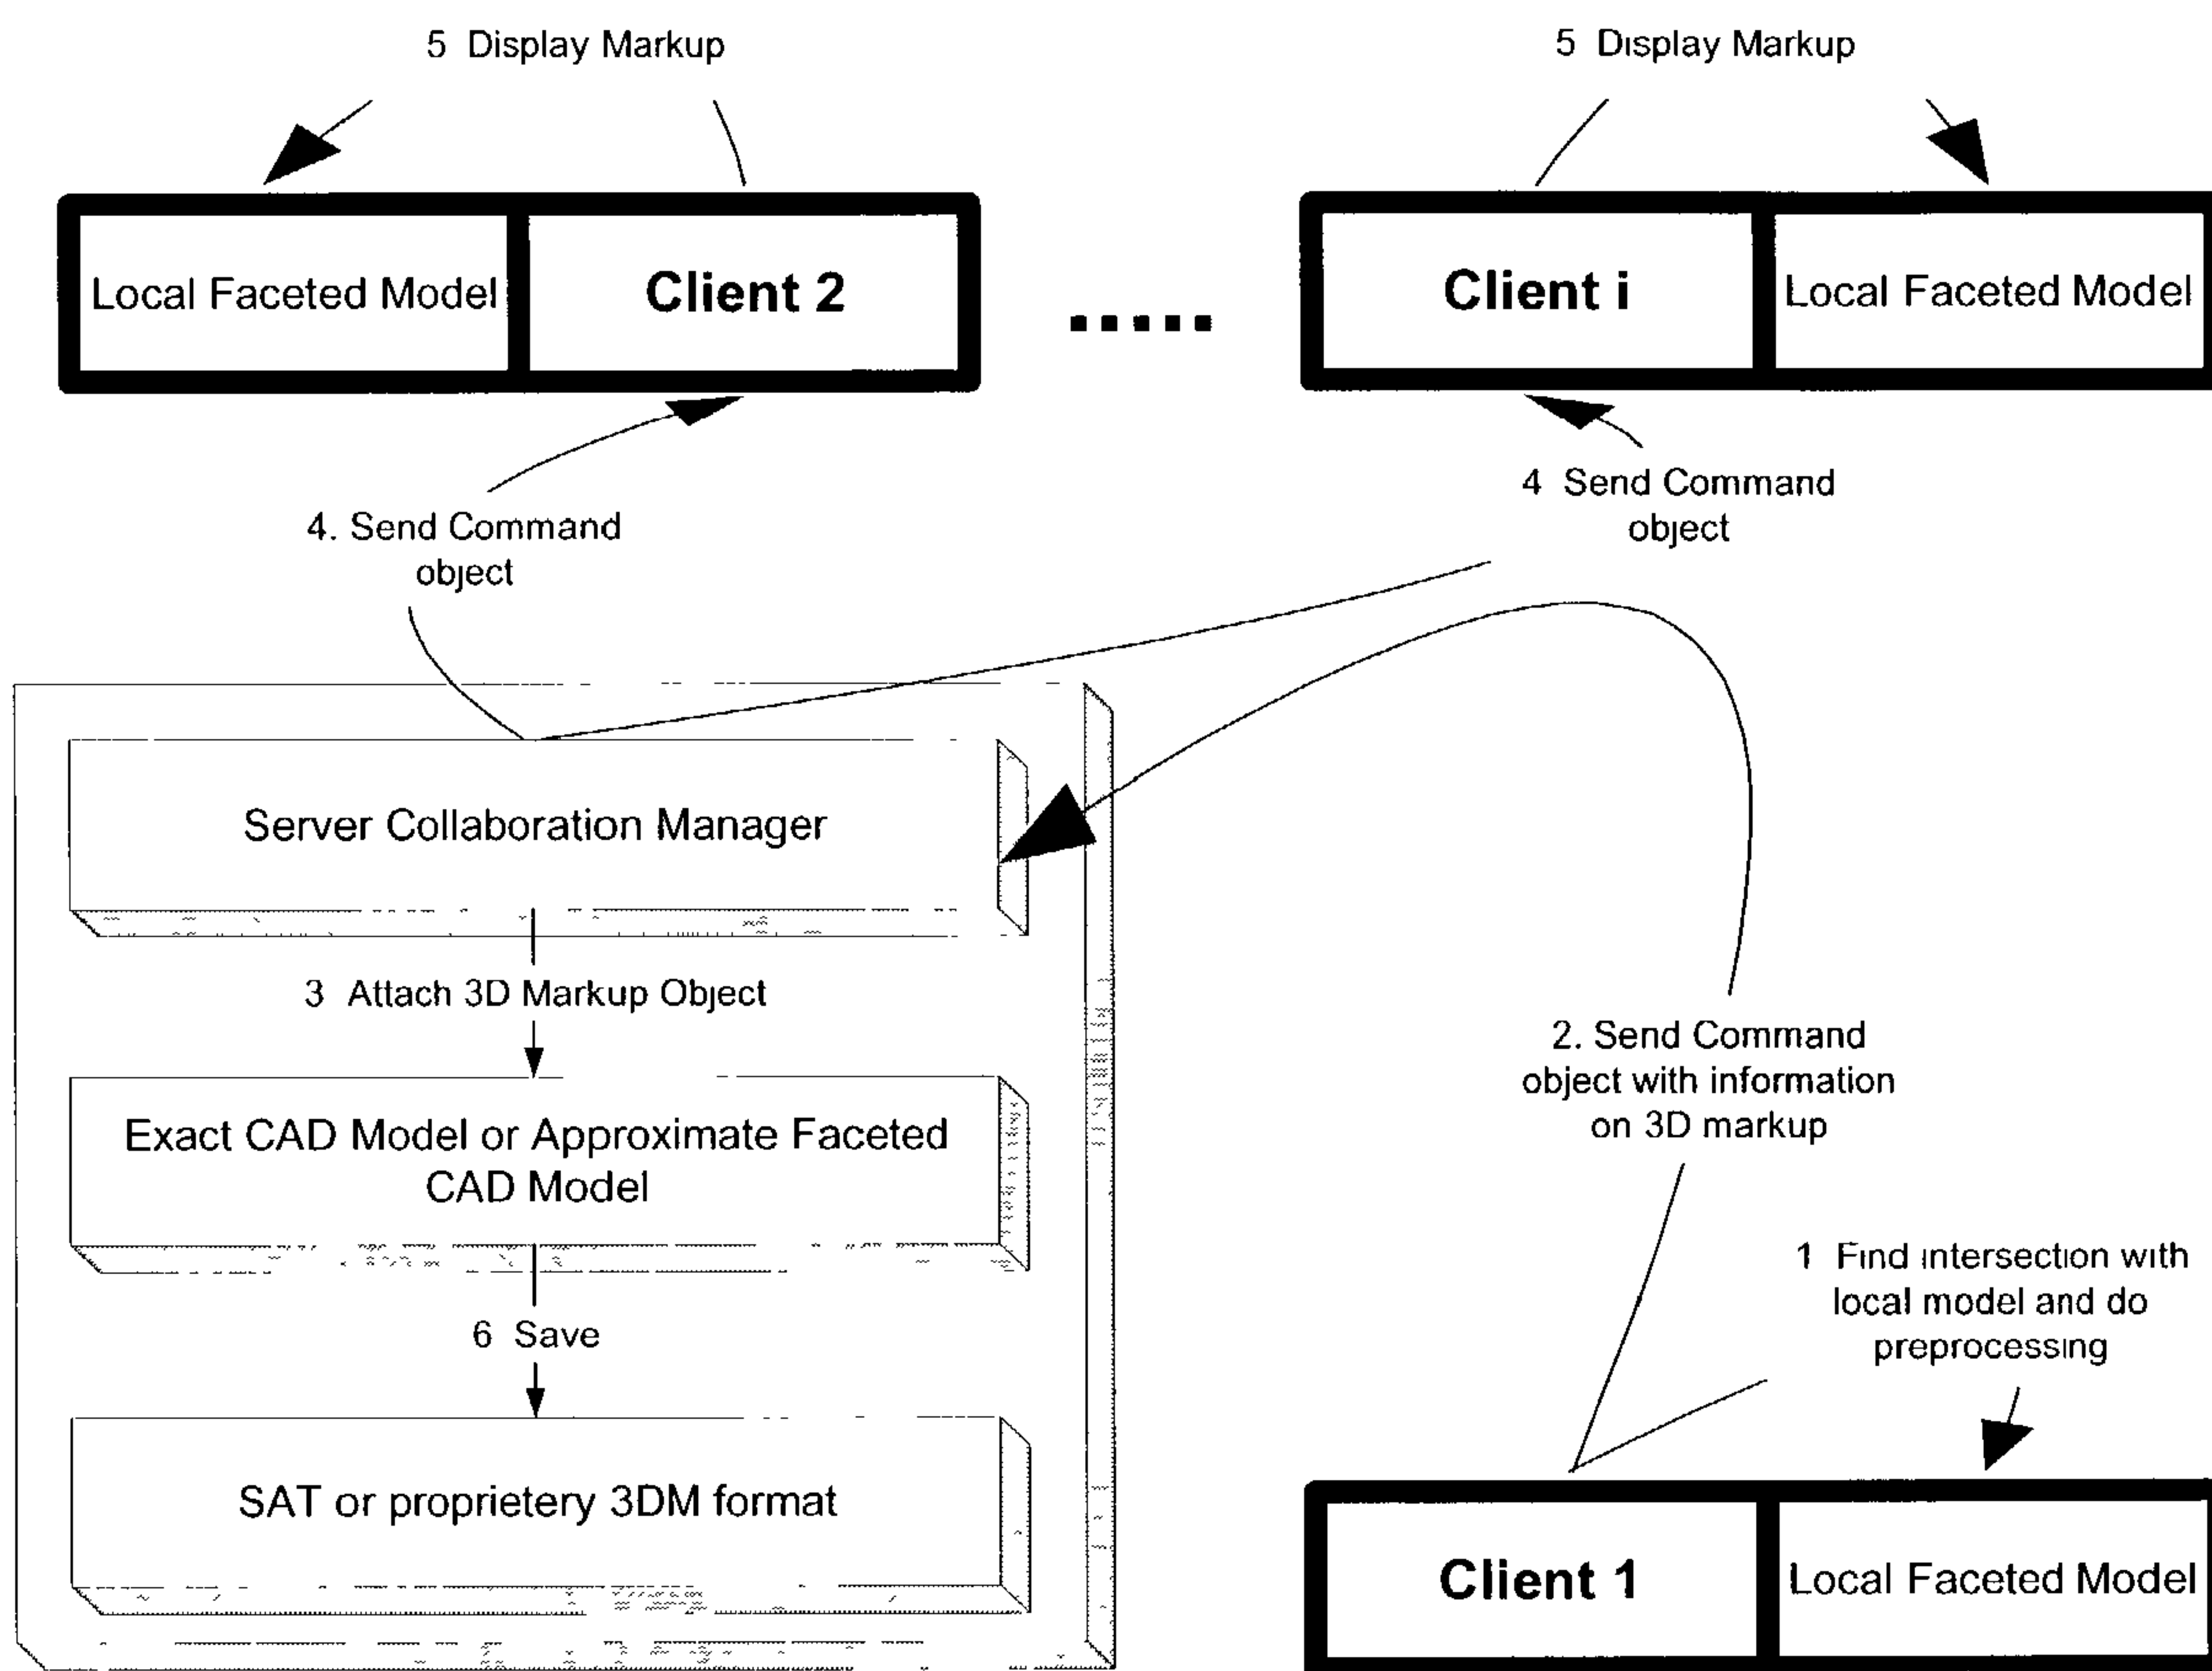 5 Display Markup
5 Display Markup
Local Faceted Model
Client 2
.....
Client i
Local Faceted Model
4. Send Command
object
4 Send Command
object
Server Collaboration Manager
3 Attach 3D Markup Object
2. Send Command
object with information
on 3D markup
Exact CAD Model or Approximate Faceted
CAD Model
1 Find intersection with
local model and do
preprocessing
6 Save
SAT or proprietery 3DM format
Client 1
Local Faceted Model